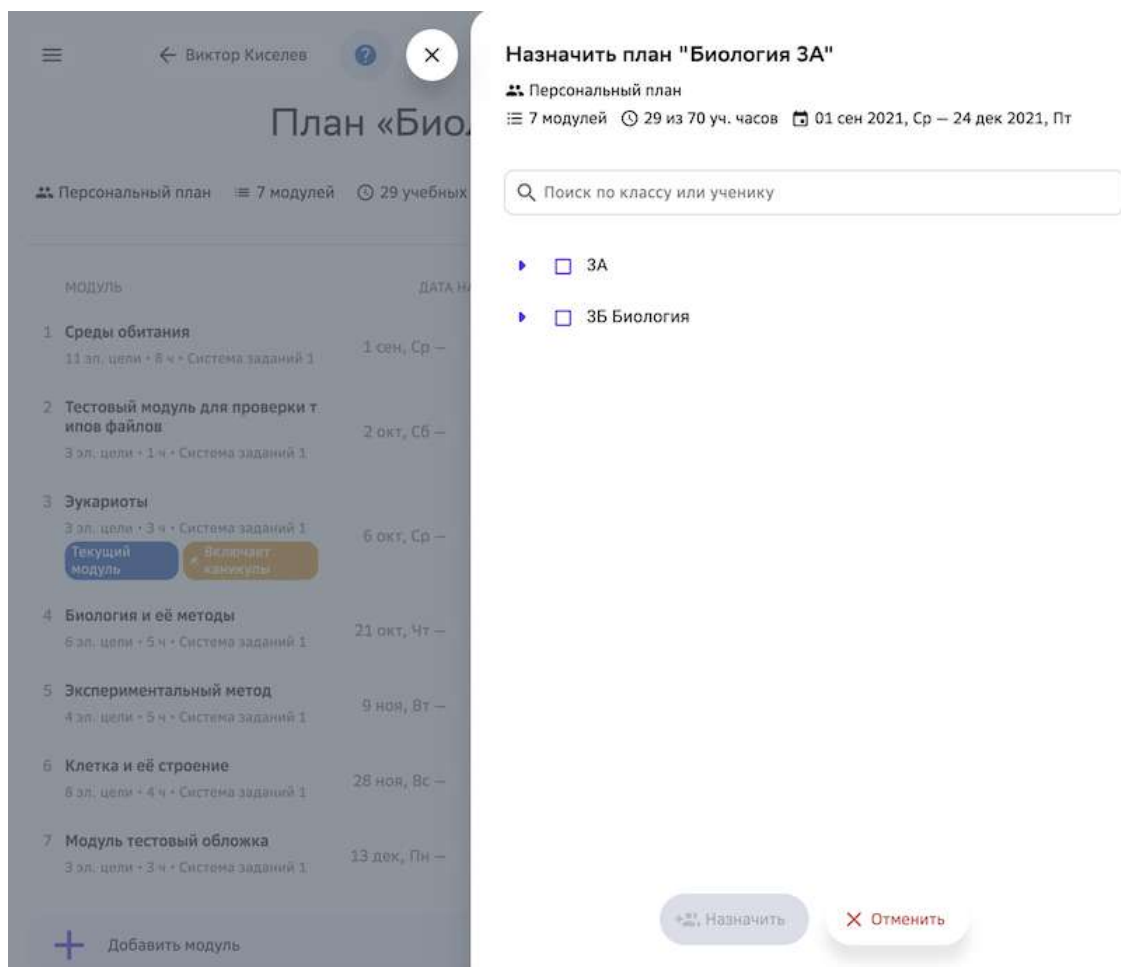 ← Виктор Киселев
?
План «Био
Персональный план 7 модулей 29 учебных
МОДУЛЬ ДАТА НА
1 Среды обитания
11 эл. цели • 8 ч • Система заданий 1
1 сен, Ср —
2 Тестовый модуль для проверки т
ипов файлов
3 эл. цели • 1 ч • Система заданий 1
2 окт, Сб —
3 Эукариоты
3 эл. цели • 3 ч • Система заданий 1
Текущий
модуль
Включает
каникулы
6 окт, Ср —
4 Биология и её методы
6 эл. цели • 5 ч • Система заданий 1
21 окт, Чт —
5 Экспериментальный метод
4 эл. цели • 5 ч • Система заданий 1
9 ноя, Вт —
6 Клетка и её строение
8 эл. цели • 4 ч • Система заданий 1
28 ноя, Вс —
7 Модуль тестовый обложка
3 эл. цели • 3 ч • Система заданий 1
13 дек, Пн —
Добавить модуль
Назначить план "Биология 3А"
Персональный план
7 модулей 29 из 70 уч. часов 01 сен 2021, Ср — 24 дек 2021, Пт
Поиск по классу или ученику
3А
3Б Биология
Назначить
Отменить